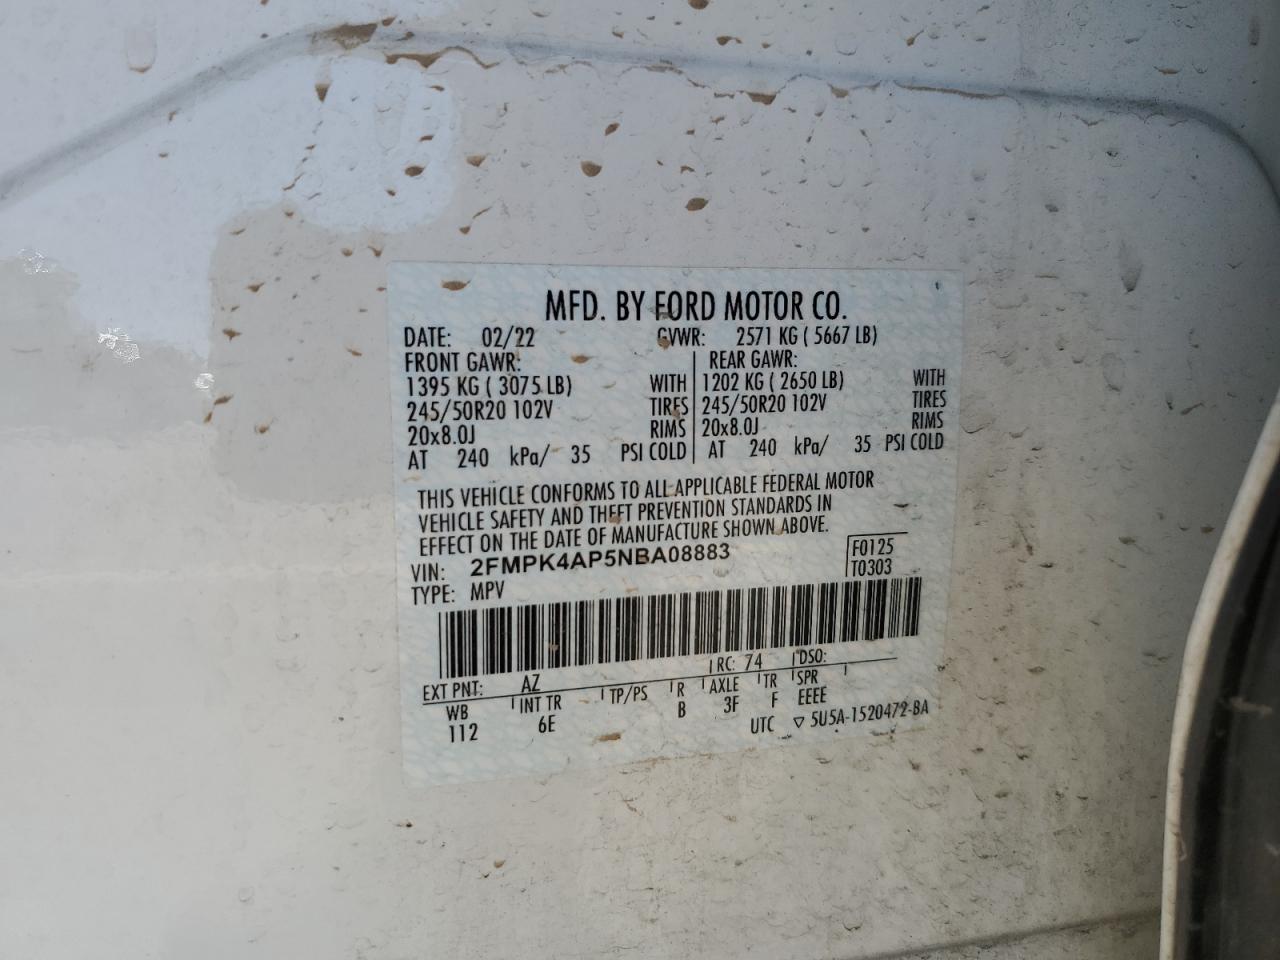 MFD. BY FORD MOTOR CO.
DATE: 02/22 GVWR: 2571 KG ( 5667 LB)
FRONT GAWR: REAR GAWR:
1395 KG ( 3075 LB) WITH 1202 KG ( 2650 LB) WITH
245/50R20 102V TIRES 245/50R20 102V TIRES
20x8.0J RIMS 20x8.0J RIMS
AT 240 kPa/ 35 PSI COLD AT 240 kPa/ 35 PSI COLD
THIS VEHICLE CONFORMS TO ALL APPLICABLE FEDERAL MOTOR
VEHICLE SAFETY AND THEFT PREVENTION STANDARDS IN
EFFECT ON THE DATE OF MANUFACTURE SHOWN ABOVE.
VIN: 2FMPK4AP5NBA08883 F0125
TYPE: MPV T0303
EXT PNT: AZ RC: 74 DSO:
WB INT TR TP/PS R AXLE TR SPR
112 6E B 3F F EEEE
UTC ▽ 5U5A-1520472-BA